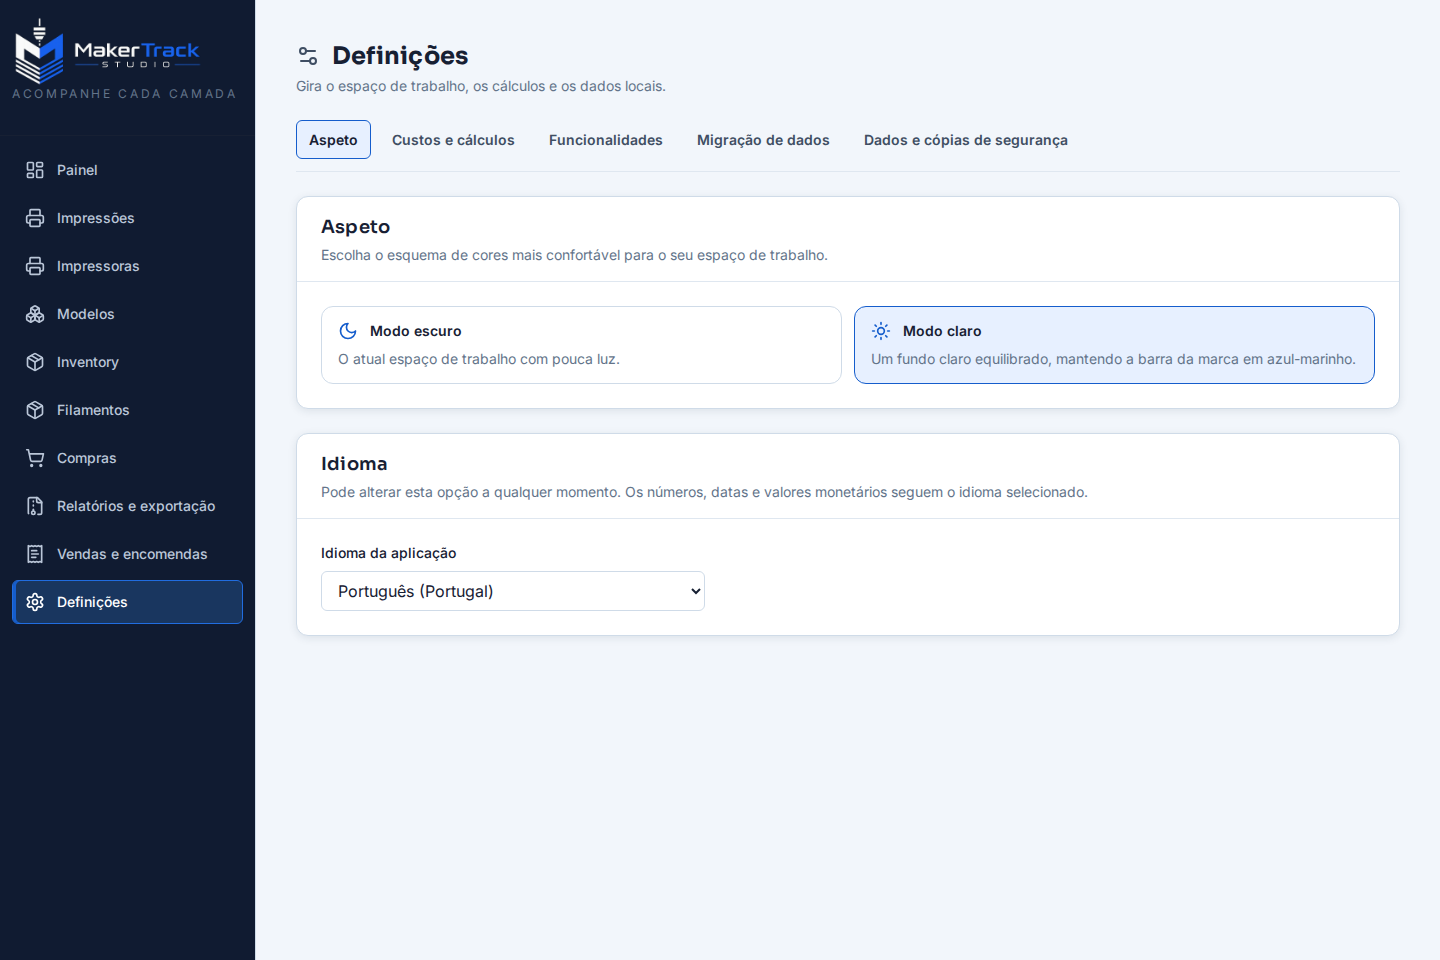 MakerTrack
STUDIO
ACOMPANHE CADA CAMADA
Painel
Impressões
Impressoras
Modelos
Inventory
Filamentos
Compras
Relatórios e exportação
Vendas e encomendas
Definições
Definições
Gira o espaço de trabalho, os cálculos e os dados locais.
Aspeto
Custos e cálculos
Funcionalidades
Migração de dados
Dados e cópias de segurança
Aspeto
Escolha o esquema de cores mais confortável para o seu espaço de trabalho.
Modo escuro
O atual espaço de trabalho com pouca luz.
Modo claro
Um fundo claro equilibrado, mantendo a barra da marca em azul-marinho.
Idioma
Pode alterar esta opção a qualquer momento. Os números, datas e valores monetários seguem o idioma selecionado.
Idioma da aplicação
Português (Portugal)